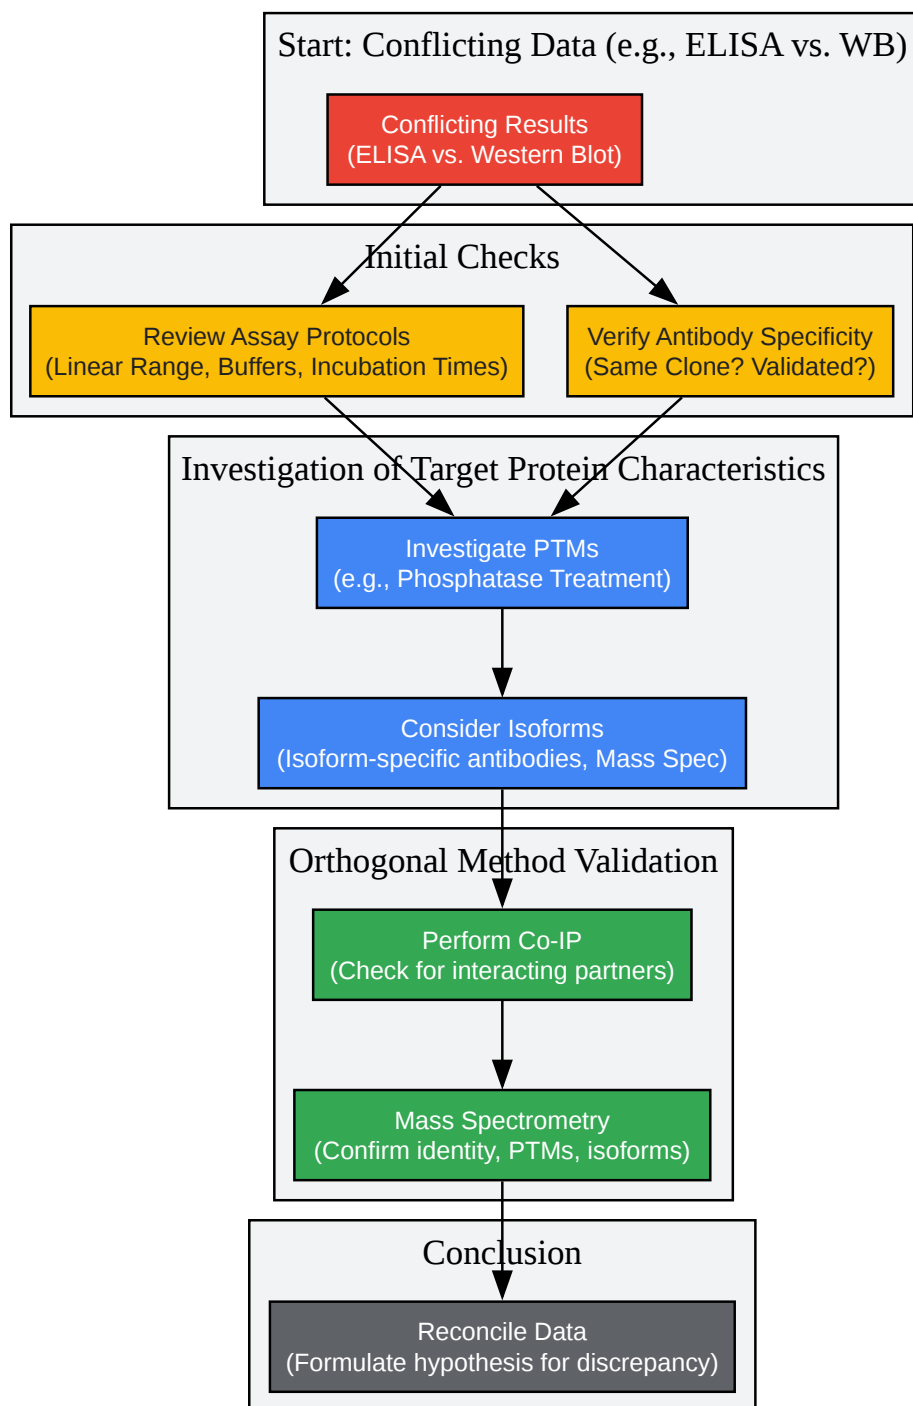 Start: Conflicting Data (e.g., ELISA vs. WB)
Conflicting Results
(ELISA vs. Western Blot)
Initial Checks
Review Assay Protocols
(Linear Range, Buffers, Incubation Times)
Verify Antibody Specificity
(Same Clone? Validated?)
Investigation of Target Protein Characteristics
Investigate PTMs
(e.g., Phosphatase Treatment)
Consider Isoforms
(Isoform-specific antibodies, Mass Spec)
Orthogonal Method Validation
Perform Co-IP
(Check for interacting partners)
Mass Spectrometry
(Confirm identity, PTMs, isoforms)
Conclusion
Reconcile Data
(Formulate hypothesis for discrepancy)